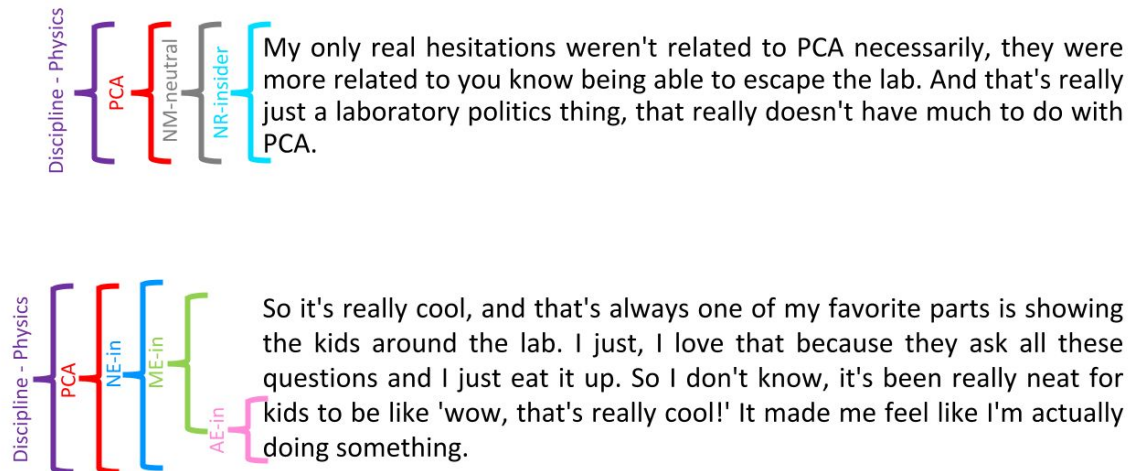 Discipline - Physics
PCA
NM-neutral
NR-insider
My only real hesitations weren't related to PCA necessarily, they were
more related to you know being able to escape the lab. And that's really
just a laboratory politics thing, that really doesn't have much to do with
PCA.
Discipline - Physics
PCA
NE-in
ME-in
AE-in
So it's really cool, and that's always one of my favorite parts is showing
the kids around the lab. I just, I love that because they ask all these
questions and I just eat it up. So I don't know, it's been really neat for
kids to be like 'wow, that's really cool!' It made me feel like I'm actually
doing something.